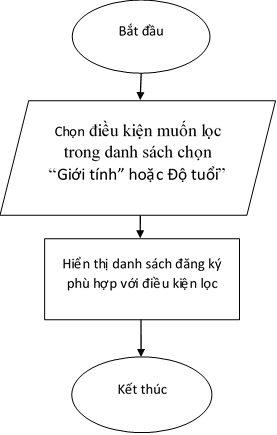 Bắt đầu
Chọn điều kiện muốn lọc
trong danh sách chọn
“Giới tính” hoặc Độ tuổi”
Hiển thị danh sách đăng ký
phù hợp với điều kiện lọc
Kết thúc